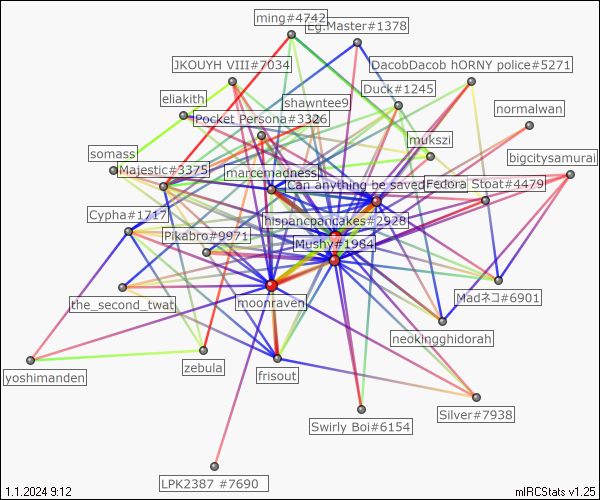 ming#4742
Eg.Master#1378
JKOUYH VIII#7034
DacobDacob hORNY police#5271
Duck#1245
eliakith
shawntee9
normalwan
Pocket Persona#3326
mukszi
somass
bigcitysamurai
Majestic#3375
marcemadness
Can anything be saved?
Fedora Stoat#4479
Cypha#1717
hispancpancakes#2928
Pikabro#9971
Mushy#1984
the_second_twat
moonraven
Madネコ#6901
neokingghidorah
zebula
frisout
yoshimanden
Silver#7938
Swirly Boi#6154
LPK2387 #7690
1.1.2024 9:12
mIRCStats v1.25